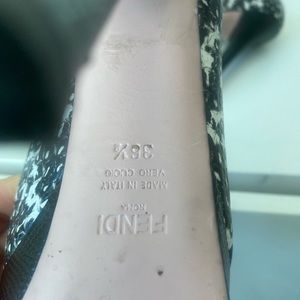 FENDI
ROMA
MADE IN ITALY
VERO CUOIO
36½